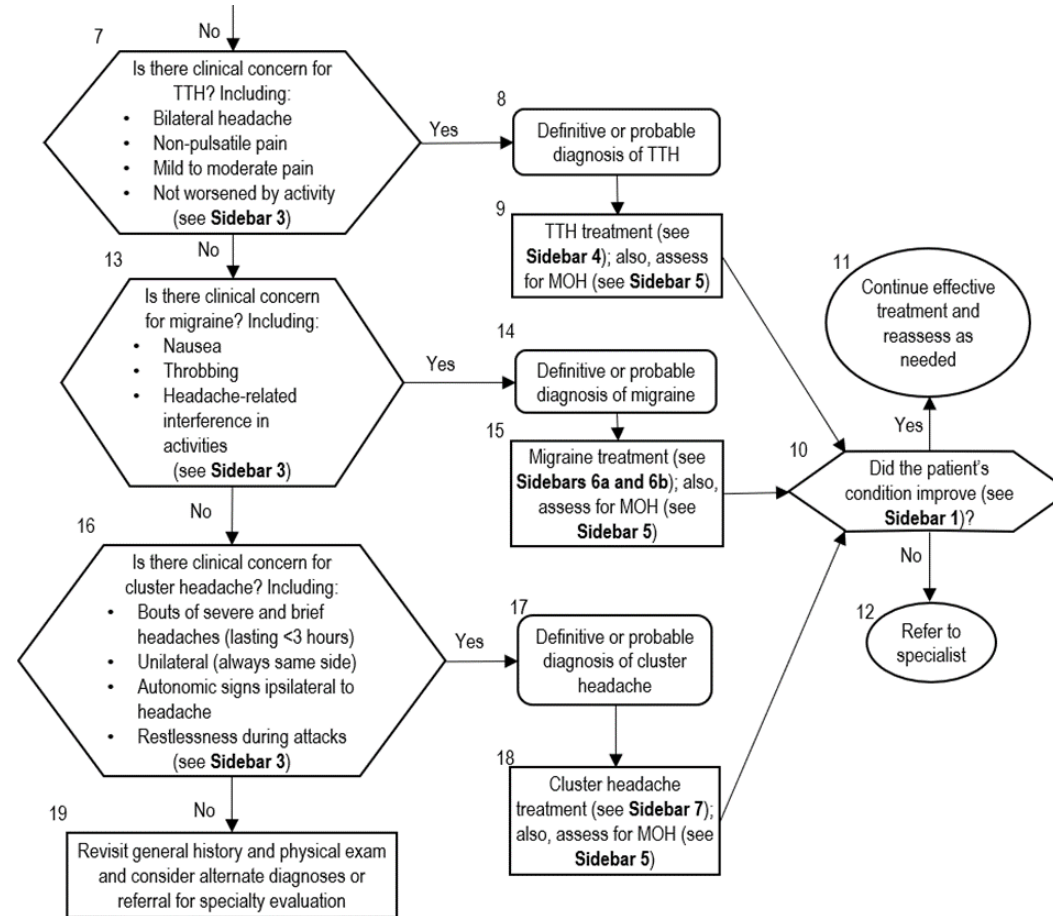 No
7
Is there clinical concern for
TTH? Including:
• Bilateral headache
• Non-pulsatile pain
• Mild to moderate pain
• Not worsened by activity
(see Sidebar 3)
Yes
8
Definitive or probable
diagnosis of TTH
9
TTH treatment (see
Sidebar 4); also, assess
for MOH (see Sidebar 5)
No
13
Is there clinical concern
for migraine? Including:
• Nausea
• Throbbing
• Headache-related
interference in
activities
(see Sidebar 3)
Yes
14
Definitive or probable
diagnosis of migraine
15
Migraine treatment (see
Sidebars 6a and 6b); also,
assess for MOH (see
Sidebar 5)
11
Continue effective
treatment and
reassess as
needed
Yes
10
Did the patient's
condition improve (see
Sidebar 1)?
No
12
Refer to
specialist
No
16
Is there clinical concern for
cluster headache? Including:
• Bouts of severe and brief
headaches (lasting <3 hours)
• Unilateral (always same side)
• Autonomic signs ipsilateral to
headache
• Restlessness during attacks
(see Sidebar 3)
Yes
17
Definitive or probable
diagnosis of cluster
headache
18
Cluster headache
treatment (see Sidebar 7);
also, assess for MOH (see
Sidebar 5)
No
19
Revisit general history and physical exam
and consider alternate diagnoses or
referral for specialty evaluation